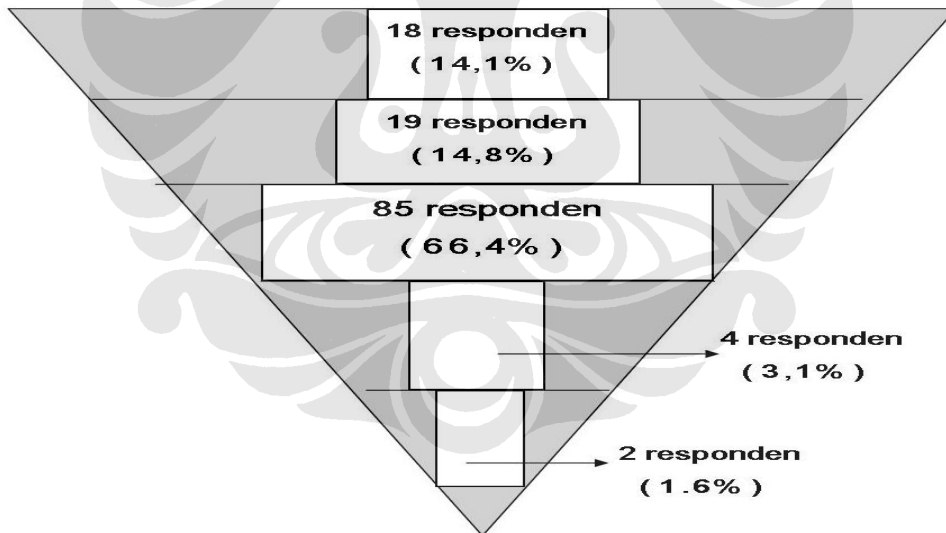 18 responden
(14,1%)
19 responden
(14,8%)
85 responden
(66,4%)
4 responden
(3,1%)
2 responden
(1.6%)